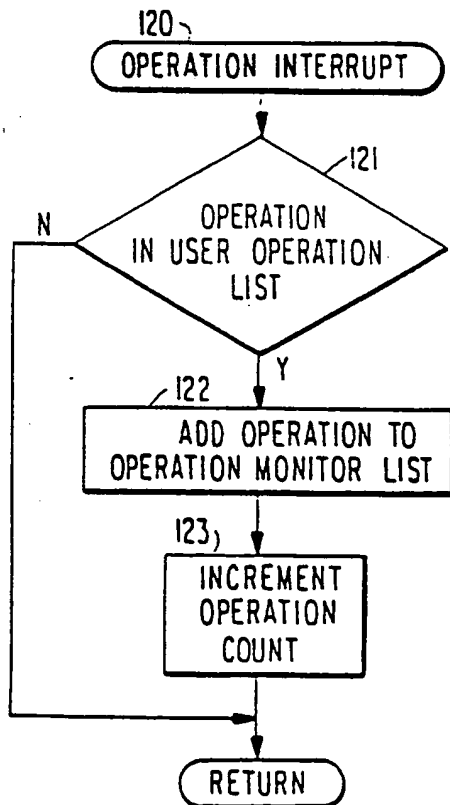 120
OPERATION INTERRUPT
121
N
OPERATION
IN USER OPERATION
LIST
Y
122
ADD OPERATION TO
OPERATION MONITOR LIST
123
INCREMENT
OPERATION
COUNT
RETURN